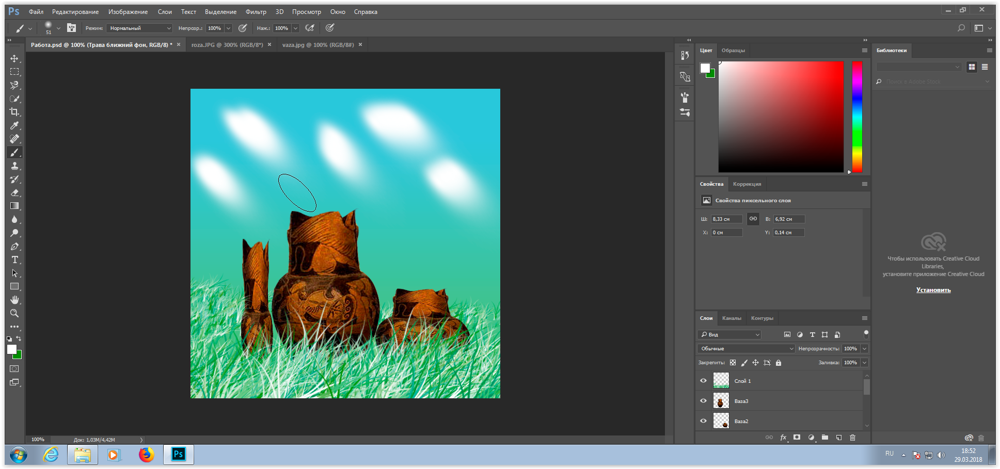 Ps Файл Редактирование Изображение Слои Текст Выделение Фильтр 3D Просмотр Окно Справка
51 Режим: Нормальный Непрозр.: 100% Наж.: 100%
Работа.psd @ 100% (Трава ближний фон, RGB/8) * × roza.JPG @ 300% (RGB/8*) × vaza.jpg @ 100% (RGB/8#) ×
Цвет Образцы
Библиотеки
Поиск в Adobe Stock
Свойства Коррекция
Свойства пиксельного слоя
Ш: 8,33 см В: 6,92 см
X: 0 см Y: 0,14 см
Чтобы использовать Creative Cloud
Libraries,
установите приложение Creative Cloud
Установить
Слои Каналы Контуры
Вид
Обычные Непрозрачность: 100%
Закрепить: Заливка: 100%
Слой 1
Ваза3
Ваза2
fx
100% Док: 1,03M/4,42M
Ps
RU
18:52
29.03.2018